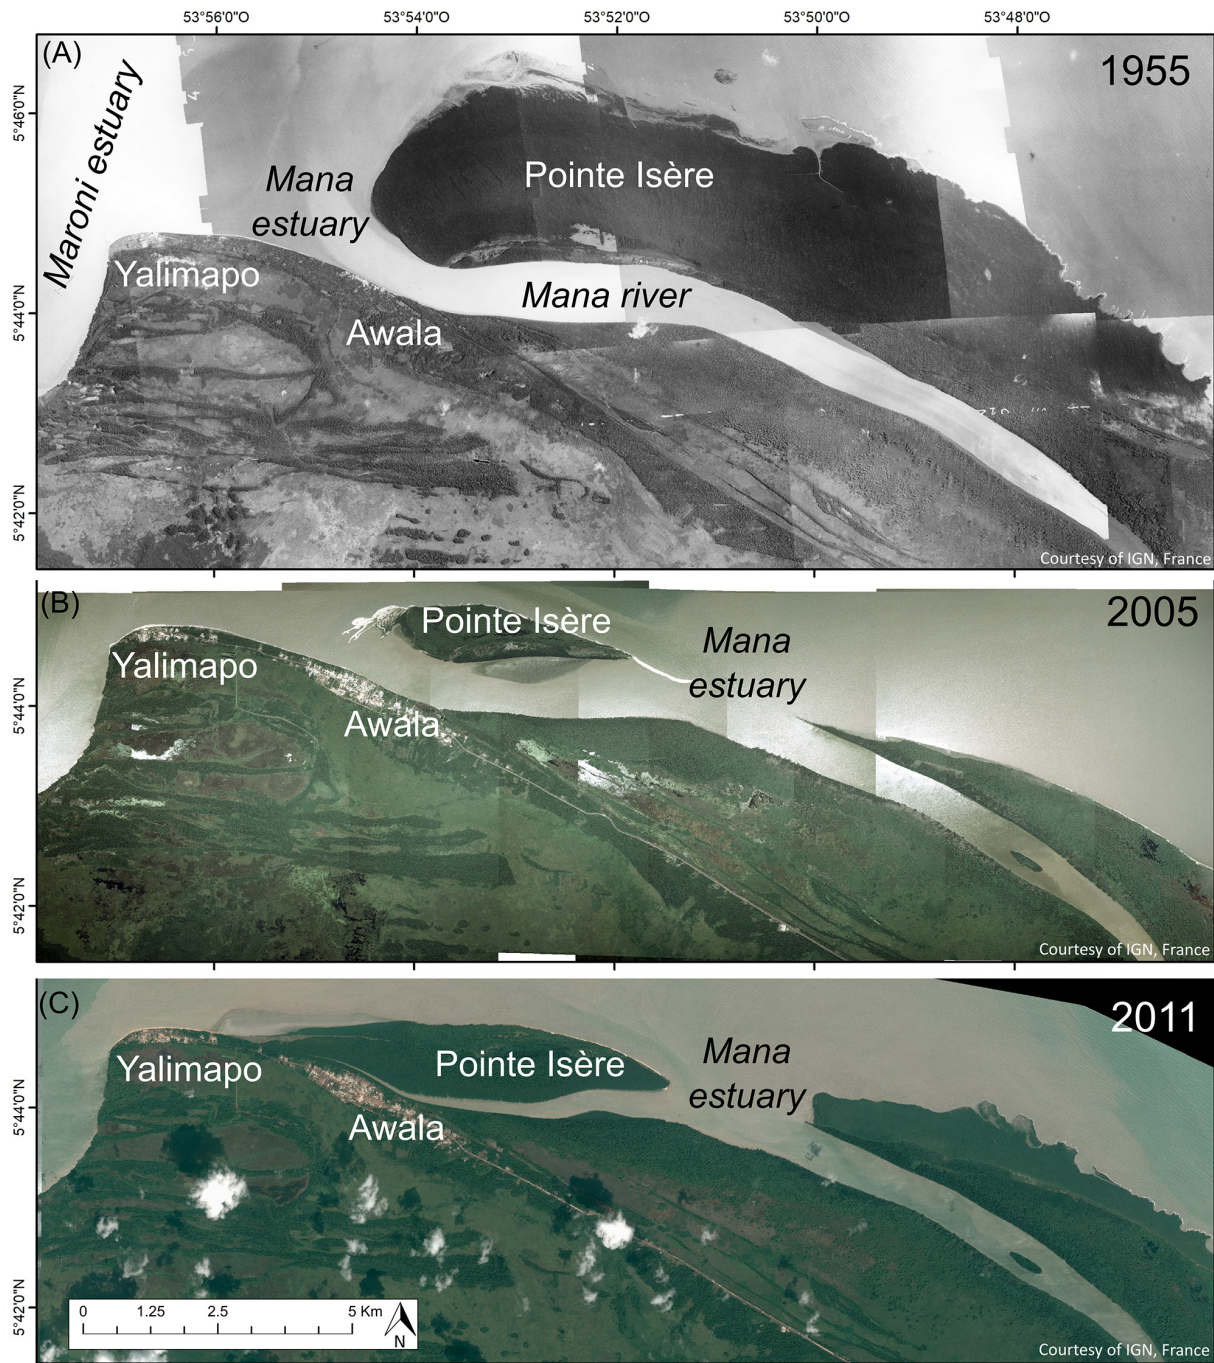 53°56'0"O
53°54'0"O
53°52'0"O
53°50'0"O
53°48'0"O
(A)
1955
5°46'0"N
5°44'0"N
5°42'0"N
Maroni estuary
Mana
estuary
Pointe Isère
Yalimapo
Mana river
Awala
Courtesy of IGN, France
(B)
2005
5°44'0"N
5°42'0"N
Pointe Isère
Mana
estuary
Yalimapo
Awala
Courtesy of IGN, France
(C)
2011
5°44'0"N
5°42'0"N
Yalimapo
Pointe Isère
Mana
estuary
Awala
0 1.25 2.5 5 Km
N
Courtesy of IGN, France